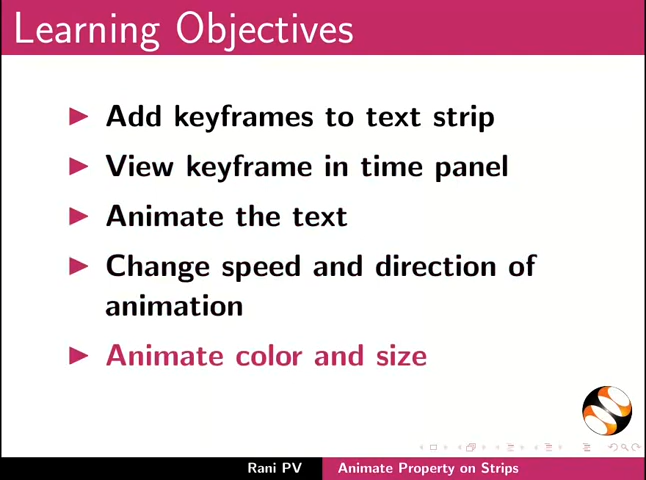 Learning Objectives
Add keyframes to text strip
View keyframe in time panel
Animate the text
Change speed and direction of
animation
Animate color and size
Rani PV
Animate Property on Strips